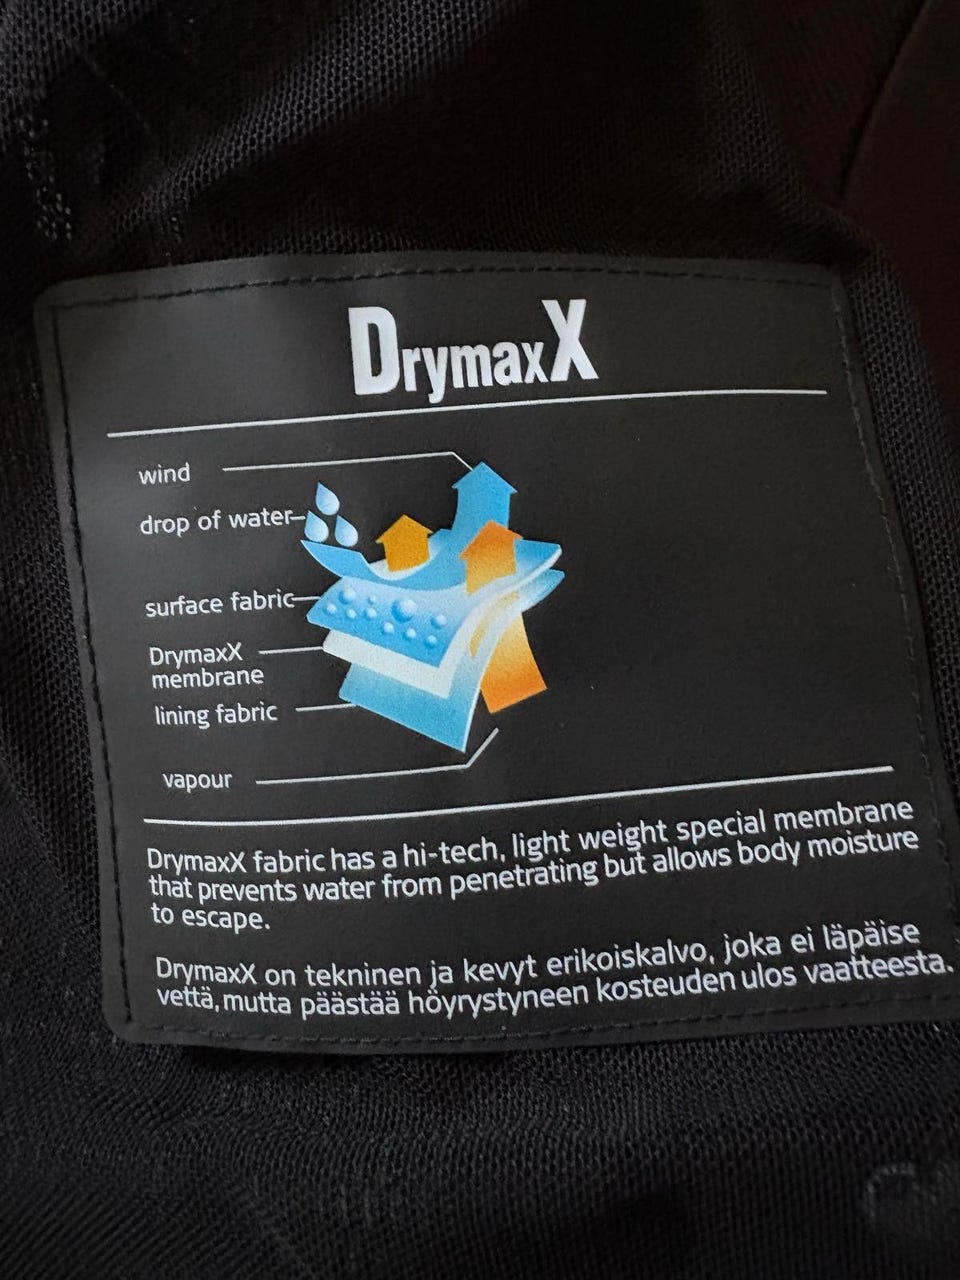 DrymaxX
wind
drop of water
surface fabric
DrymaxX
membrane
lining fabric
vapour
DrymaxX fabric has a hi-tech, light weight special membrane
that prevents water from penetrating but allows body moisture
to escape.
DrymaxX on tekninen ja kevyt erikoiskalvo, joka ei läpäise
vettä, mutta päästää höyrystyneen kosteuden ulos vaatteesta.